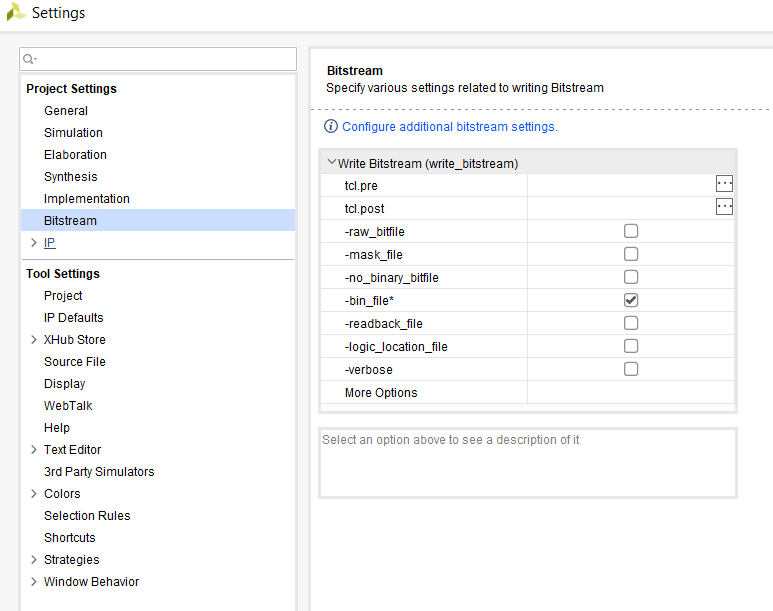 Settings
Project Settings
General
Simulation
Elaboration
Synthesis
Implementation
Bitstream
IP
Tool Settings
Project
IP Defaults
XHub Store
Source File
Display
WebTalk
Help
Text Editor
3rd Party Simulators
Colors
Selection Rules
Shortcuts
Strategies
Window Behavior
Bitstream
Specify various settings related to writing Bitstream
Configure additional bitstream settings.
Write Bitstream (write_bitstream)
tcl.pre
tcl.post
-raw_bitfile
-mask_file
-no_binary_bitfile
-bin_file*
-readback_file
-logic_location_file
-verbose
More Options
Select an option above to see a description of it